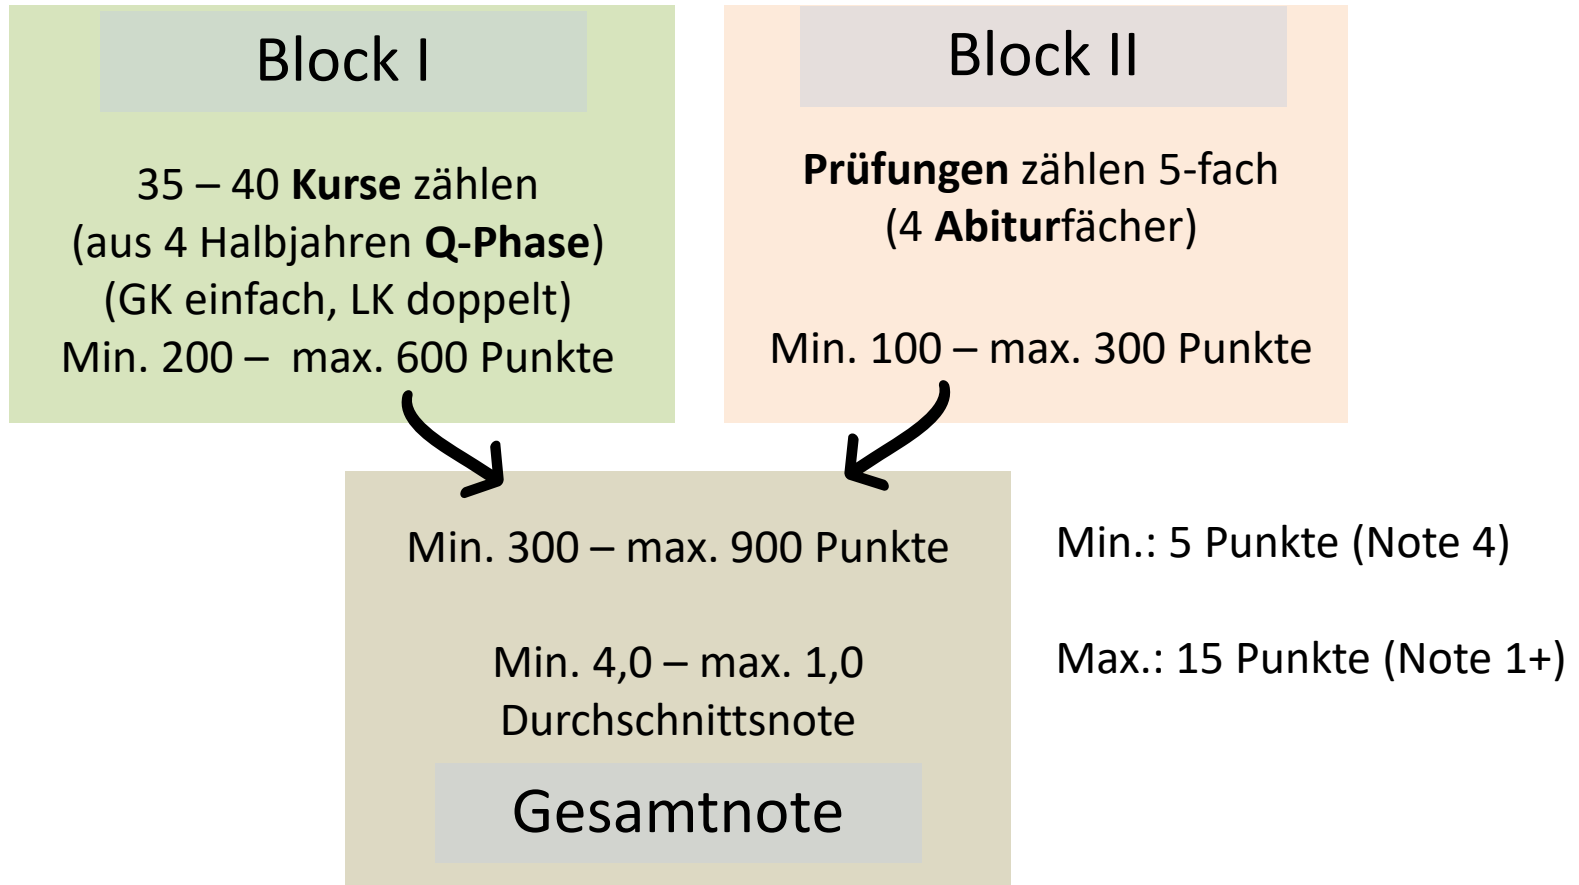 Block I
35 – 40 Kurse zählen
(aus 4 Halbjahren Q-Phase)
(GK einfach, LK doppelt)
Min. 200 – max. 600 Punkte
Block II
Prüfungen zählen 5-fach
(4 Abiturfächer)
Min. 100 – max. 300 Punkte
Min. 300 – max. 900 Punkte
Min. 4,0 – max. 1,0
Durchschnittsnote
Gesamtnote
Min.: 5 Punkte (Note 4)
Max.: 15 Punkte (Note 1+)